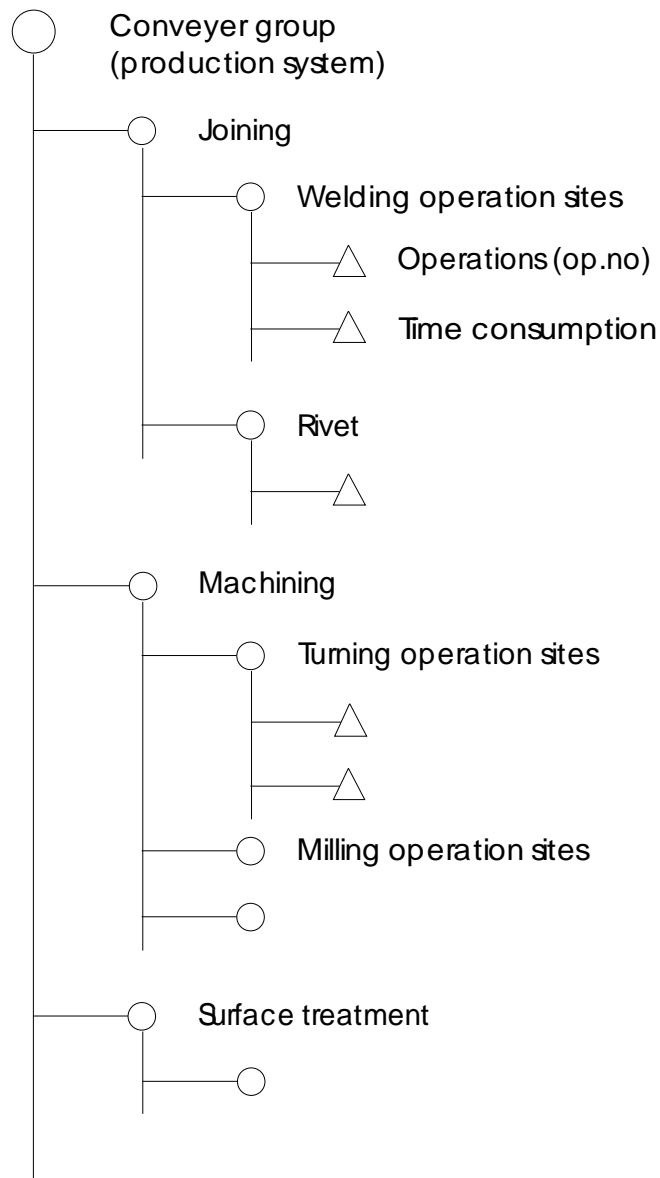 Conveyer group
(production system)
Joining
Welding operation sites
Operations (op.no)
Time consumption
Rivet
Machining
Turning operation sites
Milling operation sites
Surface treatment